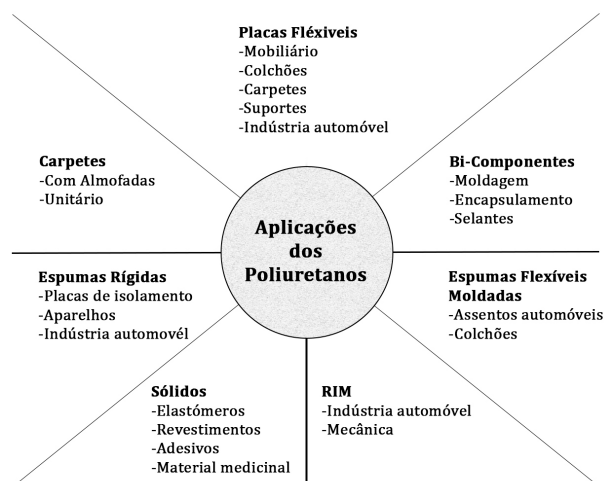 Placas Fléxiveis
-Mobiliário
-Colchões
-Carpetes
-Suportes
-Indústria automóvel
Carpetes
-Com Almofadas
-Unitário
Bi-Componentes
-Moldagem
-Encapsulamento
-Selantes
Aplicações
dos
Poliuretanos
Espumas Rígidas
-Placas de isolamento
-Aparelhos
-Indústria automovél
Espumas Flexíveis
Moldadas
-Assentos automóveis
-Colchões
Sólidos
-Elastómeros
-Revestimentos
-Adesivos
-Material medicinal
RIM
-Indústria automóvel
-Mecânica